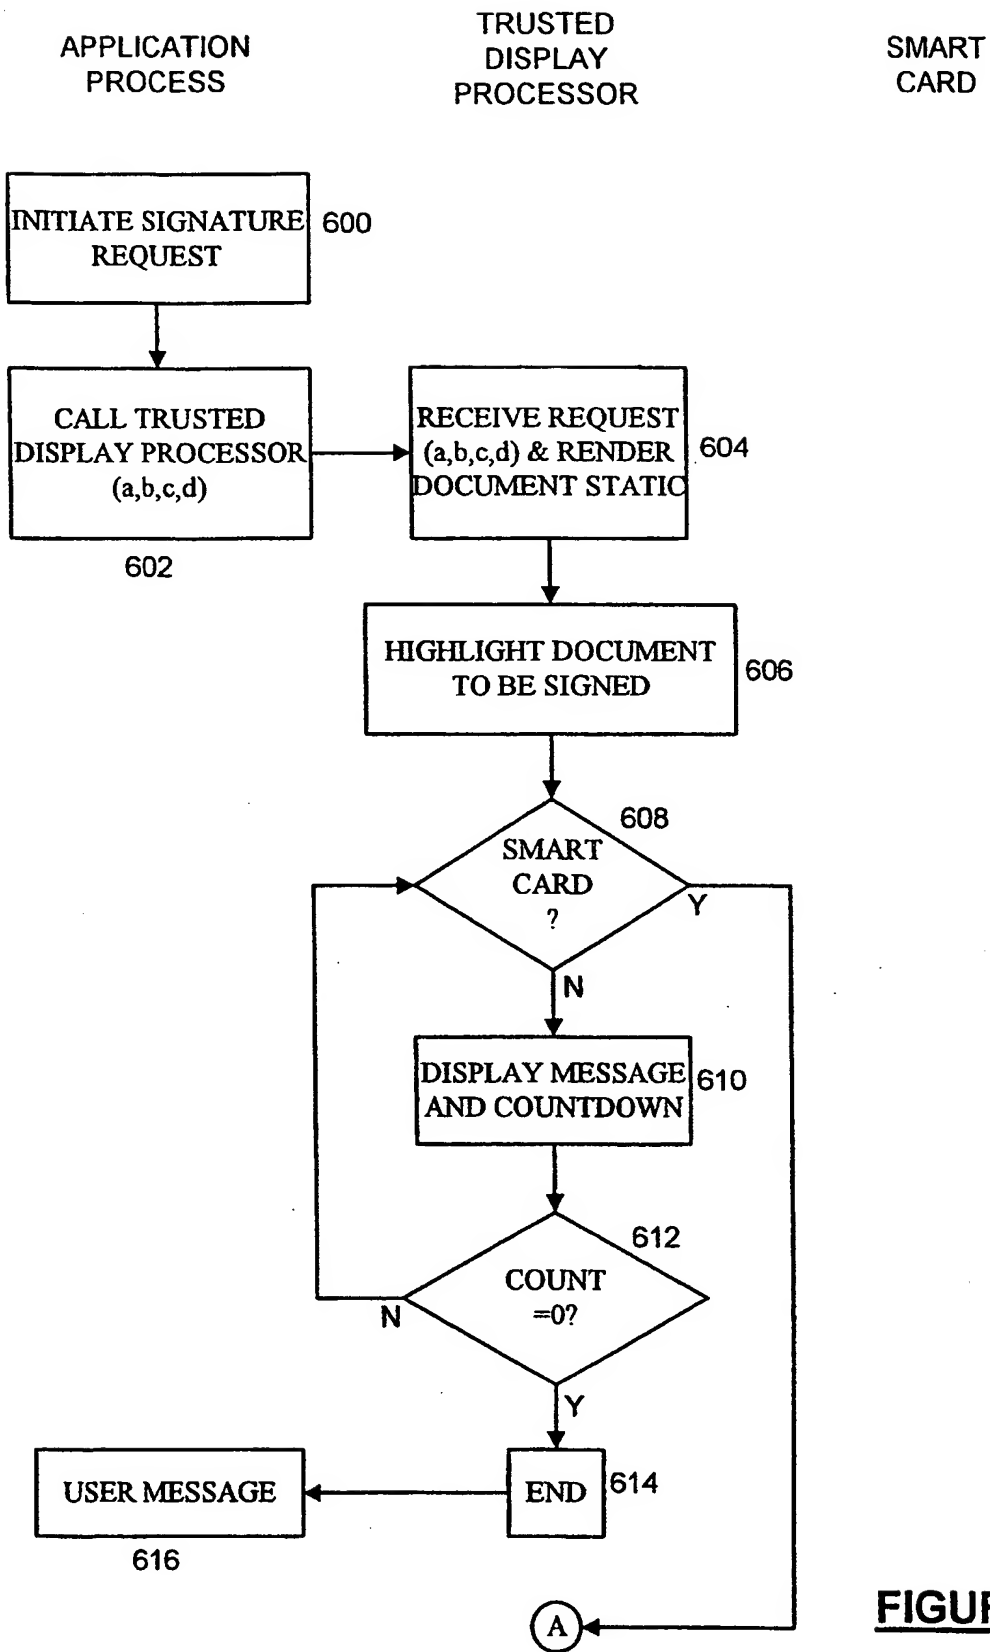 APPLICATION
PROCESS
TRUSTED
DISPLAY
PROCESSOR
SMART
CARD
INITIATE SIGNATURE
REQUEST
600
CALL TRUSTED
DISPLAY PROCESSOR
(a,b,c,d)
602
RECEIVE REQUEST
(a,b,c,d) & RENDER
DOCUMENT STATIC
604
HIGHLIGHT DOCUMENT
TO BE SIGNED
606
608
SMART
CARD
?
Y
N
DISPLAY MESSAGE
AND COUNTDOWN
610
612
COUNT
=0?
N
Y
USER MESSAGE
616
END
614
A